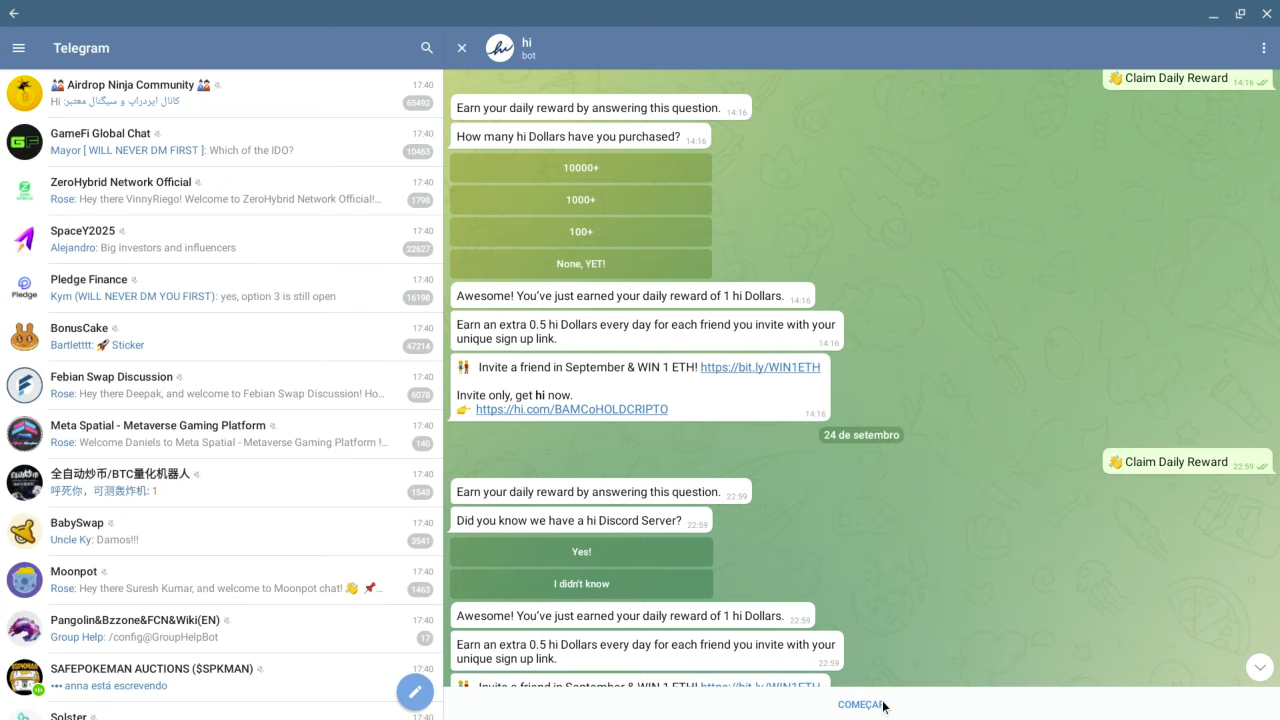 Telegram
🤷 Airdrop Ninja Community 🤷
17:40
Hi کانال ایردراپ و سیگنال معتبر:
65492
GameFi Global Chat
17:40
Mayor [ WILL NEVER DM FIRST ]: Which of the IDO?
10463
ZeroHybrid Network Official
17:40
Rose: Hey there VinnyRiego! Welcome to ZeroHybrid Network Official!...
1798
SpaceY2025
17:40
Alejandro: Big investors and influencers
22627
Pledge Finance
17:40
Kym (WILL NEVER DM YOU FIRST): yes, option 3 is still open
16198
Pledge
BonusCake
17:40
Bartletttt: 🚀 Sticker
47214
Febian Swap Discussion
17:40
Rose: Hey there Deepak, and welcome to Febian Swap Discussion! Ho...
6078
Meta Spatial - Metaverse Gaming Platform
17:40
Rose: Welcome Daniels to Meta Spatial - Metaverse Gaming Platform !...
140
全自动炒币/BTC量化机器人
17:40
呼死你，可测轰炸机: 1
1543
BabySwap
17:40
Uncle Ky: Damos!!!
3541
Moonpot
17:40
Rose: Hey there Suresh Kumar, and welcome to Moonpot chat! 👋 📌...
1463
Pangolin&Bzzone&FCN&Wiki(EN)
17:40
Group Help: /config@GroupHelpBot
17
SAFEPOKEMAN AUCTIONS ($SPKMAN)
17:40
anna está escrevendo
Solster
17:40
hi
hi
bot
👋 Claim Daily Reward 14:16
Earn your daily reward by answering this question. 14:16
How many hi Dollars have you purchased? 14:16
10000+
1000+
100+
None, YET!
Awesome! You've just earned your daily reward of 1 hi Dollars. 14:16
Earn an extra 0.5 hi Dollars every day for each friend you invite with your
unique sign up link. 14:16
👬 Invite a friend in September & WIN 1 ETH! https://bit.ly/WIN1ETH
Invite only, get hi now.
👉 https://hi.com/BAMCoHOLDCRIPTO 14:16
24 de setembro
👋 Claim Daily Reward 22:59
Earn your daily reward by answering this question. 22:59
Did you know we have a hi Discord Server? 22:59
Yes!
I didn't know
Awesome! You've just earned your daily reward of 1 hi Dollars. 22:59
Earn an extra 0.5 hi Dollars every day for each friend you invite with your
unique sign up link. 22:59
Invite a friend in September & WIN 1 ETH! https://bit.ly/WIN1ETH
COMEÇAR